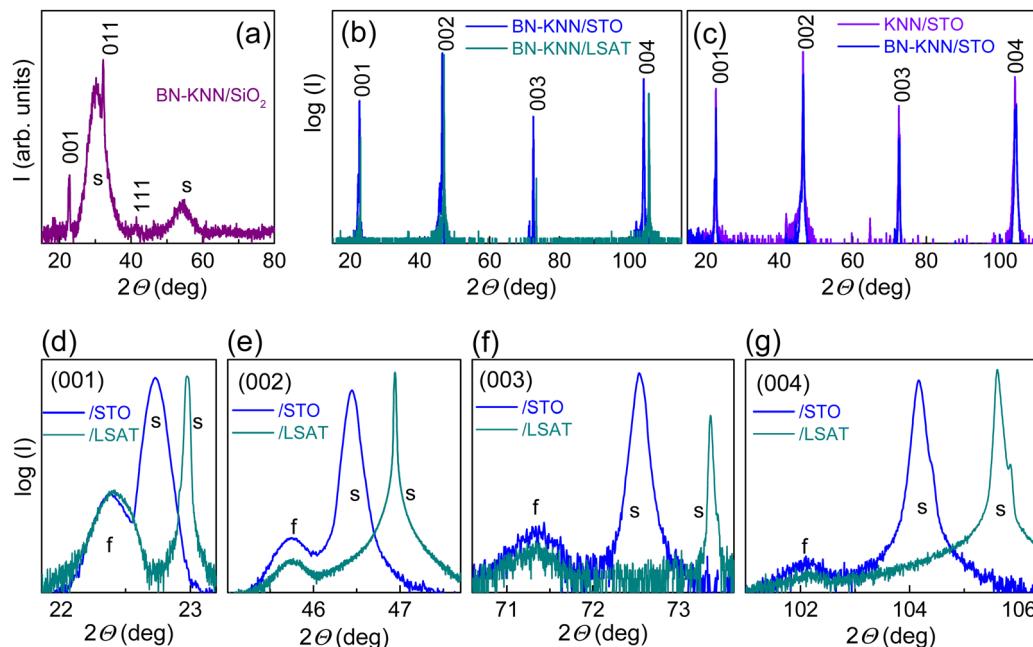 (a)
I (arb. units)
001
011
BN-KNN/SiO₂
s
111
s
20 40 60 80
2Θ (deg)
(b)
log (I)
BN-KNN/STO
BN-KNN/LSAT
001
002
003
004
20 40 60 80 100
2Θ (deg)
(c)
KNN/STO
BN-KNN/STO
001
002
003
004
20 40 60 80 100
2Θ (deg)
(d)
log (I)
(001)
/STO
/LSAT
s
s
f
22 23
2Θ (deg)
(e)
(002)
/STO
/LSAT
f
s
s
46 47
2Θ (deg)
(f)
(003)
/STO
/LSAT
f
s
s
71 72 73
2Θ (deg)
(g)
(004)
/STO
/LSAT
f
s
s
102 104 106
2Θ (deg)